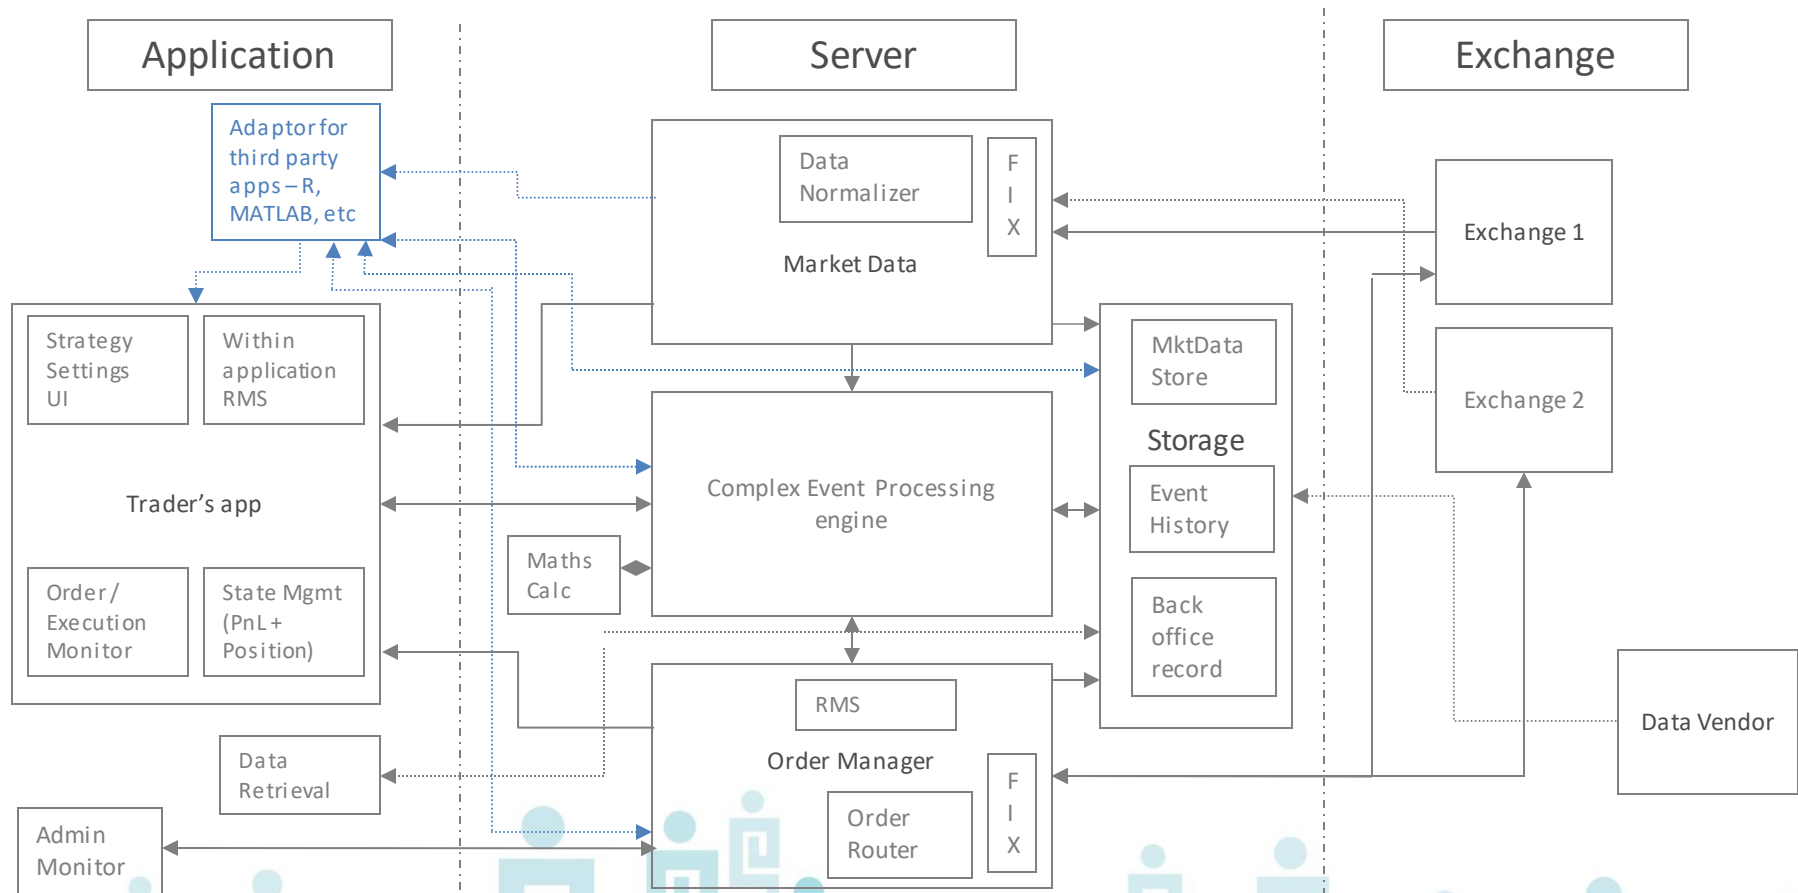 Application
Server
Exchange
Adaptor for
third party
apps – R,
MATLAB, etc
Data
Normalizer
F
I
X
Market Data
Exchange 1
Strategy
Settings
UI
Within
application
RMS
Trader’s app
Order /
Execution
Monitor
State Mgmt
(PnL +
Position)
MktData
Store
Storage
Event
History
Back
office
record
Exchange 2
Complex Event Processing
engine
Maths
Calc
RMS
Order Manager
Order
Router
F
I
X
Data Vendor
Data
Retrieval
Admin
Monitor